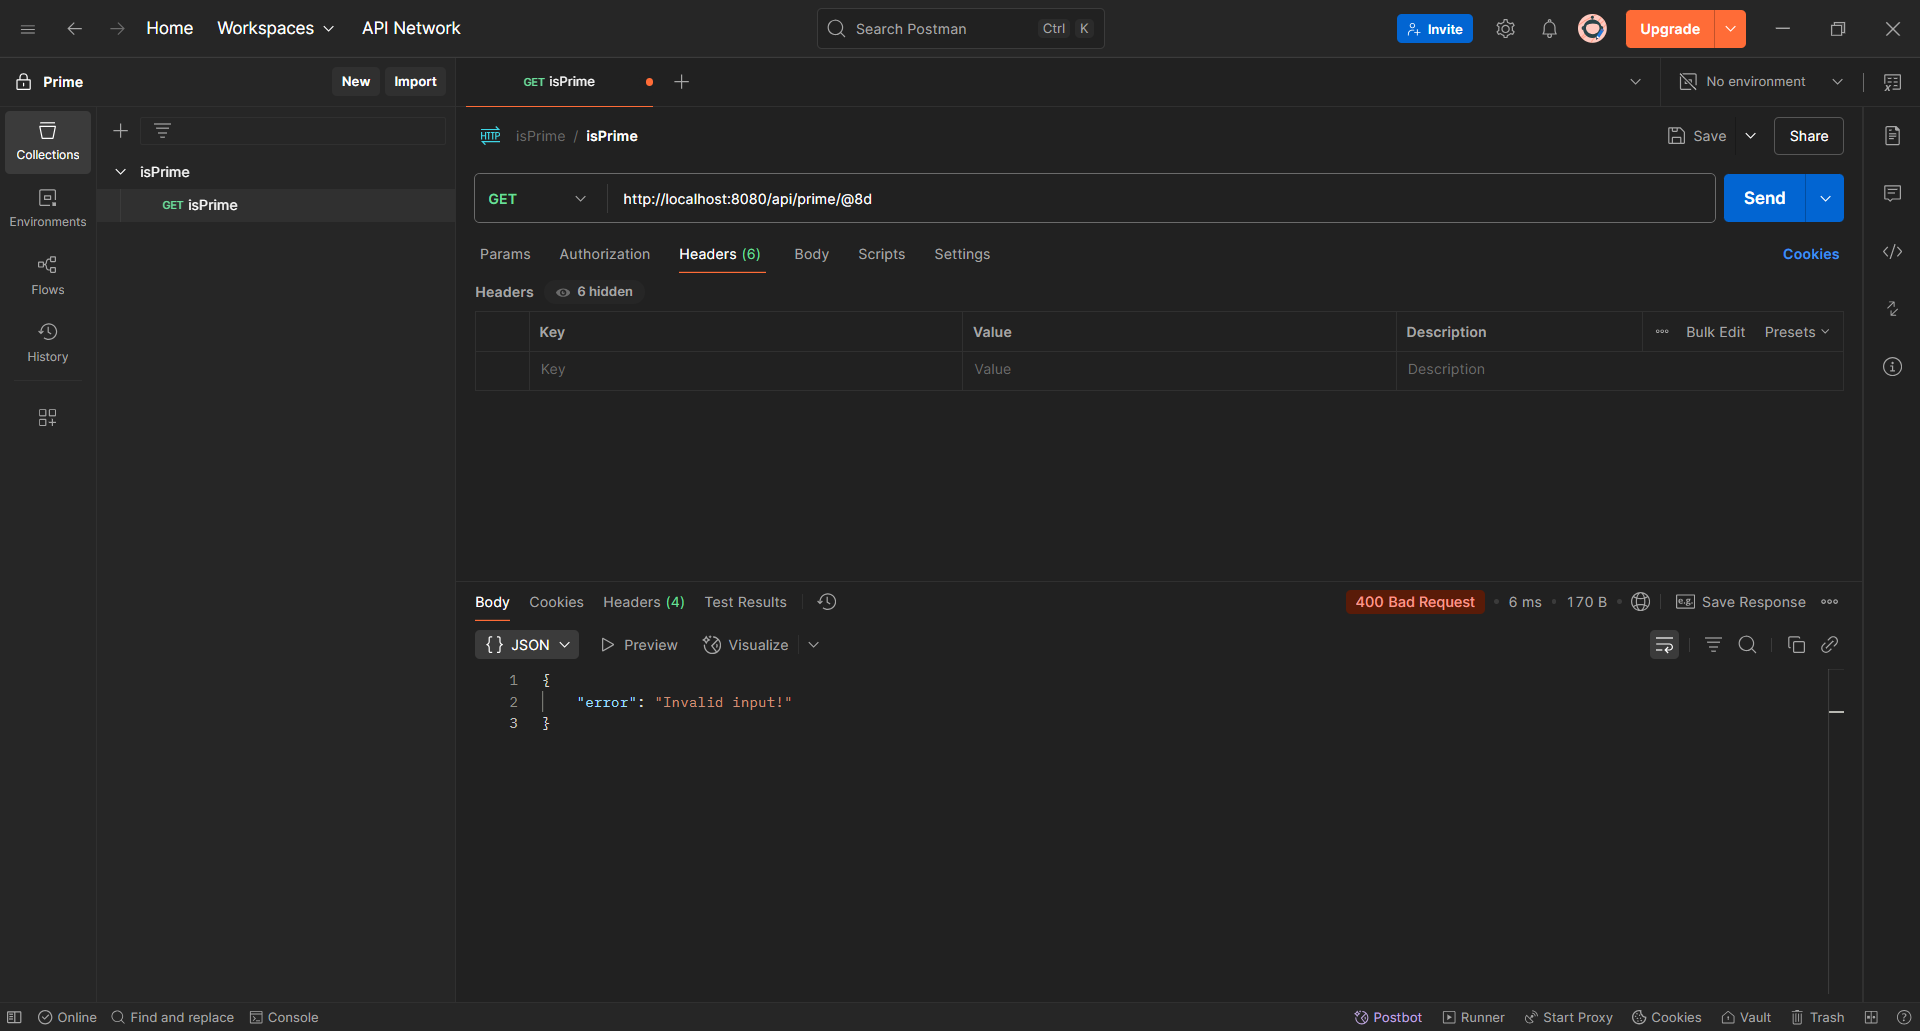 Home Workspaces API Network Search Postman Ctrl K Invite Upgrade
Prime New Import GET isPrime No environment
Collections
Environments
Flows
History
isPrime
GET isPrime
HTTP isPrime / isPrime Save Share
GET http://localhost:8080/api/prime/@8d Send
Params Authorization Headers (6) Body Scripts Settings Cookies
Headers 6 hidden
Key Value Description Bulk Edit Presets
Key Value Description
Body Cookies Headers (4) Test Results 400 Bad Request • 6 ms • 170 B • e.g. Save Response
{} JSON Preview Visualize
1 {
2 "error": "Invalid input!"
3 }
Online Find and replace Console Postbot Runner Start Proxy Cookies Vault Trash